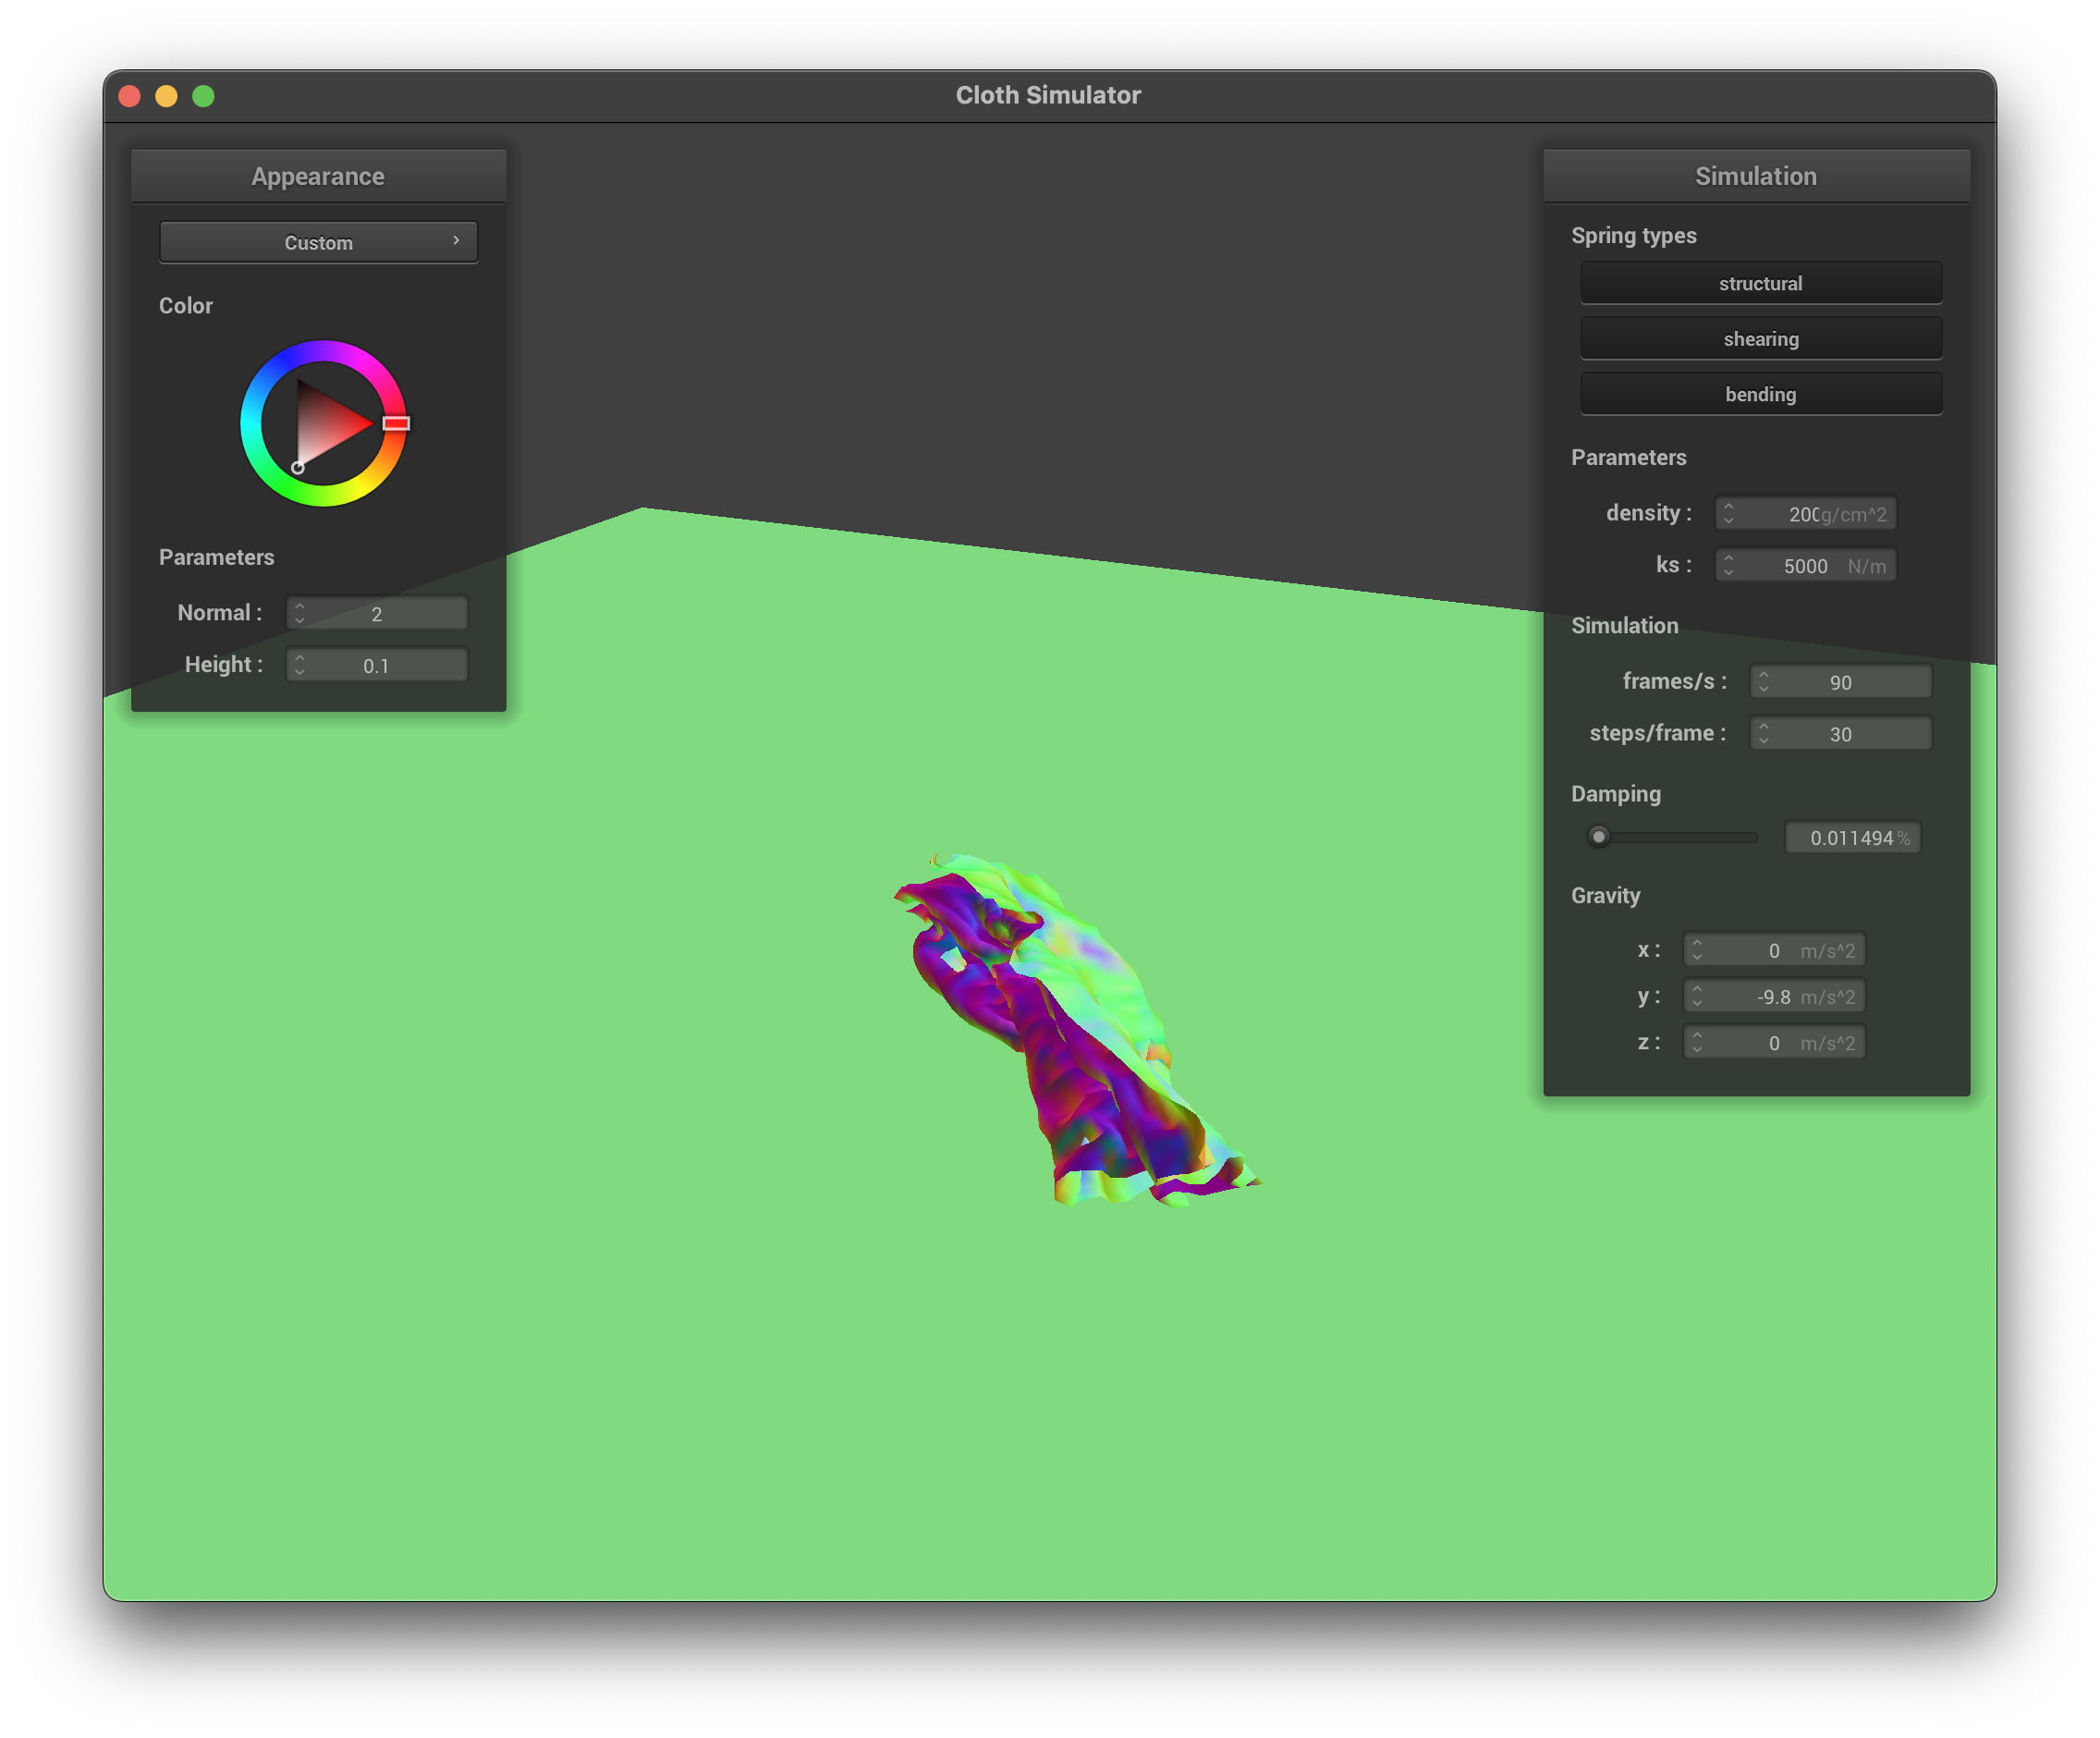 Cloth Simulator
Appearance
Custom
Color
Parameters
Normal : 2
Height : 0.1
Simulation
Spring types
structural
shearing
bending
Parameters
density : 200 g/cm^2
ks : 5000 N/m
Simulation
frames/s : 90
steps/frame : 30
Damping
0.011494 %
Gravity
x : 0 m/s^2
y : -9.8 m/s^2
z : 0 m/s^2